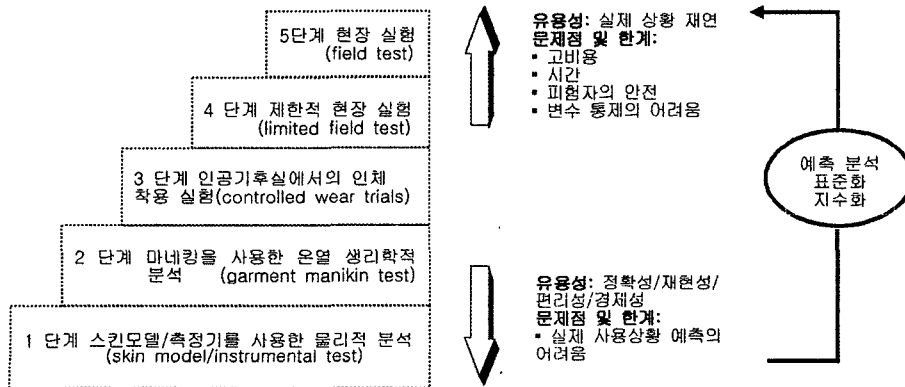 5단계 현장 실험
(field test)
4 단계 제한적 현장 실험
(limited field test)
3 단계 인공기후실에서의 인체
착용 실험(controlled wear trials)
2 단계 마네킹을 사용한 온열 생리학적
분석 (garment manikin test)
1 단계 스킨모델/측정기를 사용한 물리적 분석
(skin model/instrumental test)
유용성: 실제 상황 재연
문제점 및 한계:
▪ 고비용
▪ 시간
▪ 피험자의 안전
▪ 변수 통제의 어려움
유용성: 정확성/재현성/
편리성/경제성
문제점 및 한계:
▪ 실제 사용상황 예측의
어려움
예측 분석
표준화
지수화